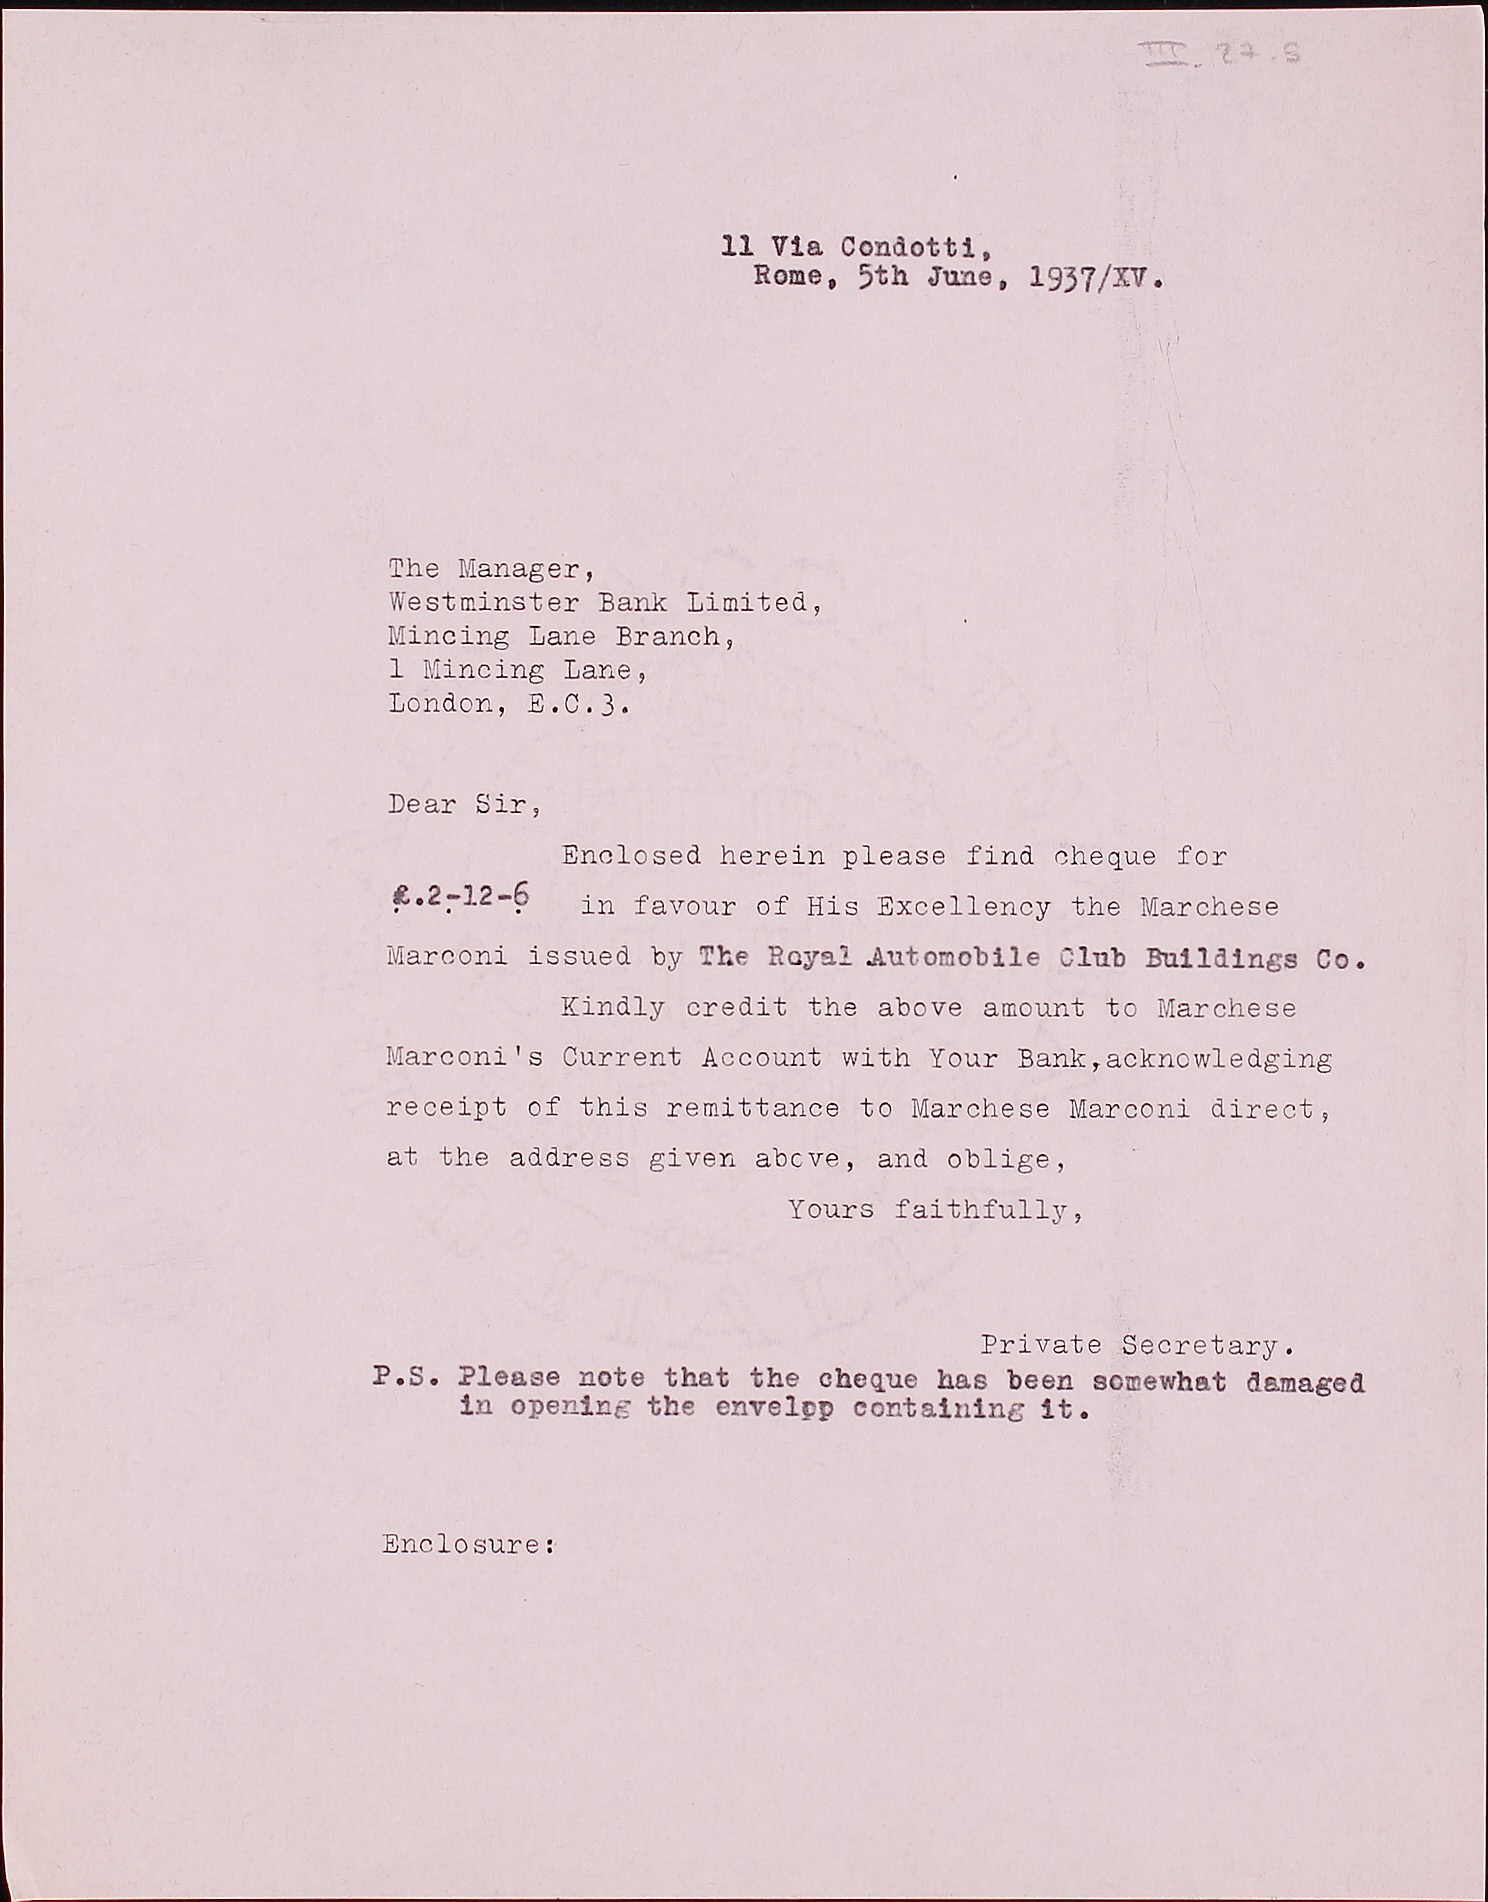 III. 27.5
11 Via Condotti,
Rome, 5th June, 1937/XV.
The Manager,
Westminster Bank Limited,
Mincing Lane Branch,
1 Mincing Lane,
London, E.C.3.
Dear Sir,
Enclosed herein please find cheque for
£.2-12-6 in favour of His Excellency the Marchese
Marconi issued by The Royal Automobile Club Buildings Co.
Kindly credit the above amount to Marchese
Marconi's Current Account with Your Bank,acknowledging
receipt of this remittance to Marchese Marconi direct,
at the address given above, and oblige,
Yours faithfully,
Private Secretary.
P.S. Please note that the cheque has been somewhat damaged
in opening the envelpp containing it.
Enclosure: